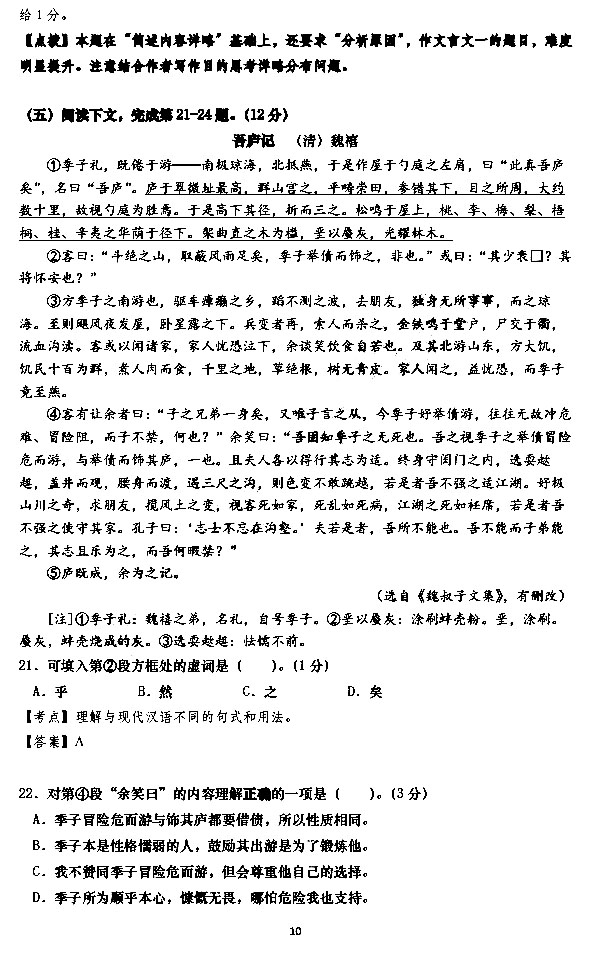 给1分。
【点拨】本题在“简述内容详略”基础上，还要求“分析原因”，作文言文一的题目，难度
明显提升。注意结合作者写作目的思考详略分布问题。
（五）阅读下文，完成第21-24题。(12分)
吾庐记 （清）魏禧
①季子礼，既倦于游——南极琼海，北抵燕，于是作屋于勺庭之左肩，曰“此真吾庐
矣”，名曰“吾庐”。庐于翠微址最高，群山宫之，平畴崇田，参错其下，目之所周，大约
数十里，故视勺庭为胜焉。于是高下其径，折而三之。松鸣于屋上，桃、李、梅、梨、梧
桐、桂、辛夷之华荫于径下。架曲直之木为槛，垩以蜃灰，光耀林木。
②客曰：“斗绝之山，取蔽风雨足矣，季子举债而饰之，非也。”或曰：“其少衰□？其
将怀安也？”
③方季子之南游也，驱车瘴癞之乡，蹈不测之波，去朋友，独身无所事事，而之琼
海。至则飓风夜发屋，卧星露之下。兵变者再，索人而杀之，金铁鸣于堂户，尸交于衢，
流血沟渎。客或以闻诸家，家人忧恐泣下，余谈笑饮食自若也。及其北游山东，方大饥，
饥民十百为群，煮人肉而食，千里之地，草绝根，树无青皮。家人闻之，益忧恐，而季子
竟至燕。
④客有让余者曰：“子之兄弟一身矣，又唯子言之从，今季子好举债游，往往无故冲危
难、冒险阻，而子不禁，何也？”余笑曰：“吾固知季子之无死也。吾之视季子之举债冒险
危而游，与举债而饰其庐，一也。且夫人各以得行其志为适。终身守闺门之内，选耎趑
趄，盖井而观，腰舟而渡，遇三尺之沟，则色变不敢跳越，若是者吾不强之适江湖。好极
山川之奇，求朋友，揽风土之变，视客死如家，死乱如死病，江湖之死如衽席，若是者吾
不强之使守其家。孔子曰：‘志士不忘在沟壑。’夫若是者，吾所不能也。吾不能而子弟能
之，其志且乐为之，而吾何暇禁？”
⑤庐既成，余为之记。
（选自《魏叔子文集》，有删改）
[注]①季子礼：魏禧之弟，名礼，自号季子。②垩以蜃灰：涂刷蚌壳粉。垩，涂刷。
蜃灰，蚌壳烧成的灰。③选耎趑趄：怯懦不前。
21．可填入第②段方框处的虚词是（ ）。(1分)
A．乎 B．然 C．之 D．矣
【考点】理解与现代汉语不同的句式和用法。
【答案】A
22．对第④段“余笑曰”的内容理解正确的一项是（ ）。(3分)
A．季子冒险危而游与饰其庐都要借债，所以性质相同。
B．季子本是性格懦弱的人，鼓励其出游是为了锻炼他。
C．我不赞同季子冒险危而游，但会尊重他自己的选择。
D．季子所为顺乎本心，慷慨无畏，哪怕危险我也支持。
10